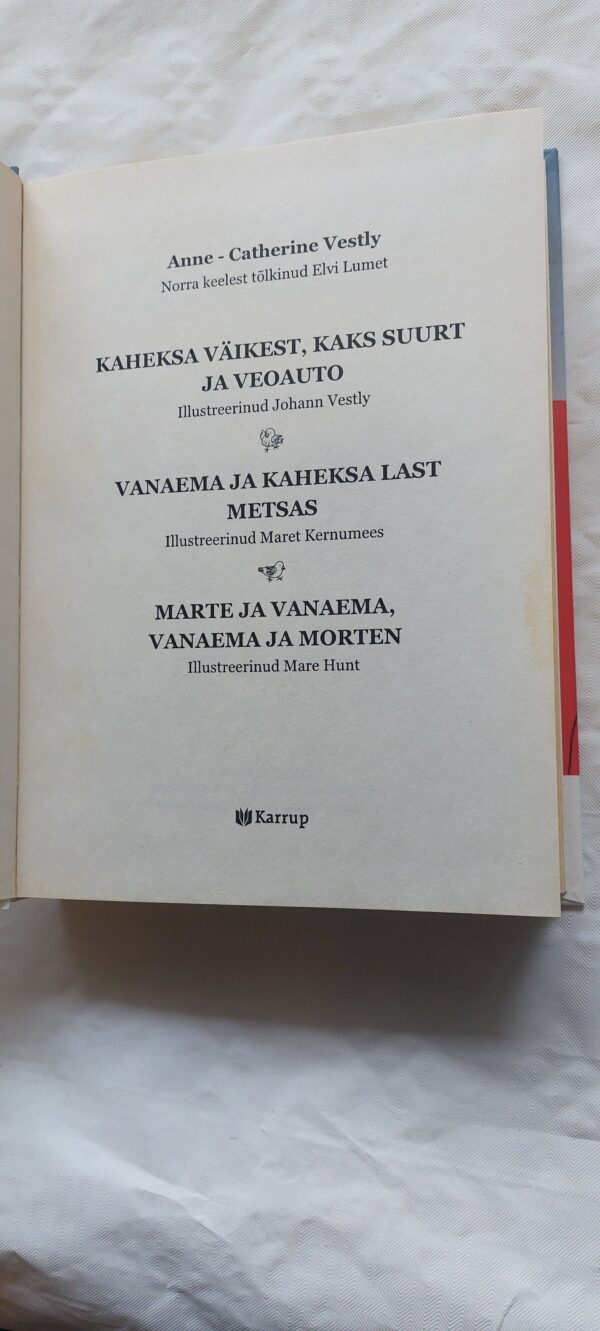 Anne - Catherine Vestly
Norra keelest tõlkinud Elvi Lumet
KAHEKSA VÄIKEST, KAKS SUURT
JA VEOAUTO
Illustreerinud Johann Vestly
VANAEMA JA KAHEKSA LAST
METSAS
Illustreerinud Maret Kernumees
MARTE JA VANAEMA,
VANAEMA JA MORTEN
Illustreerinud Mare Hunt
Karrup